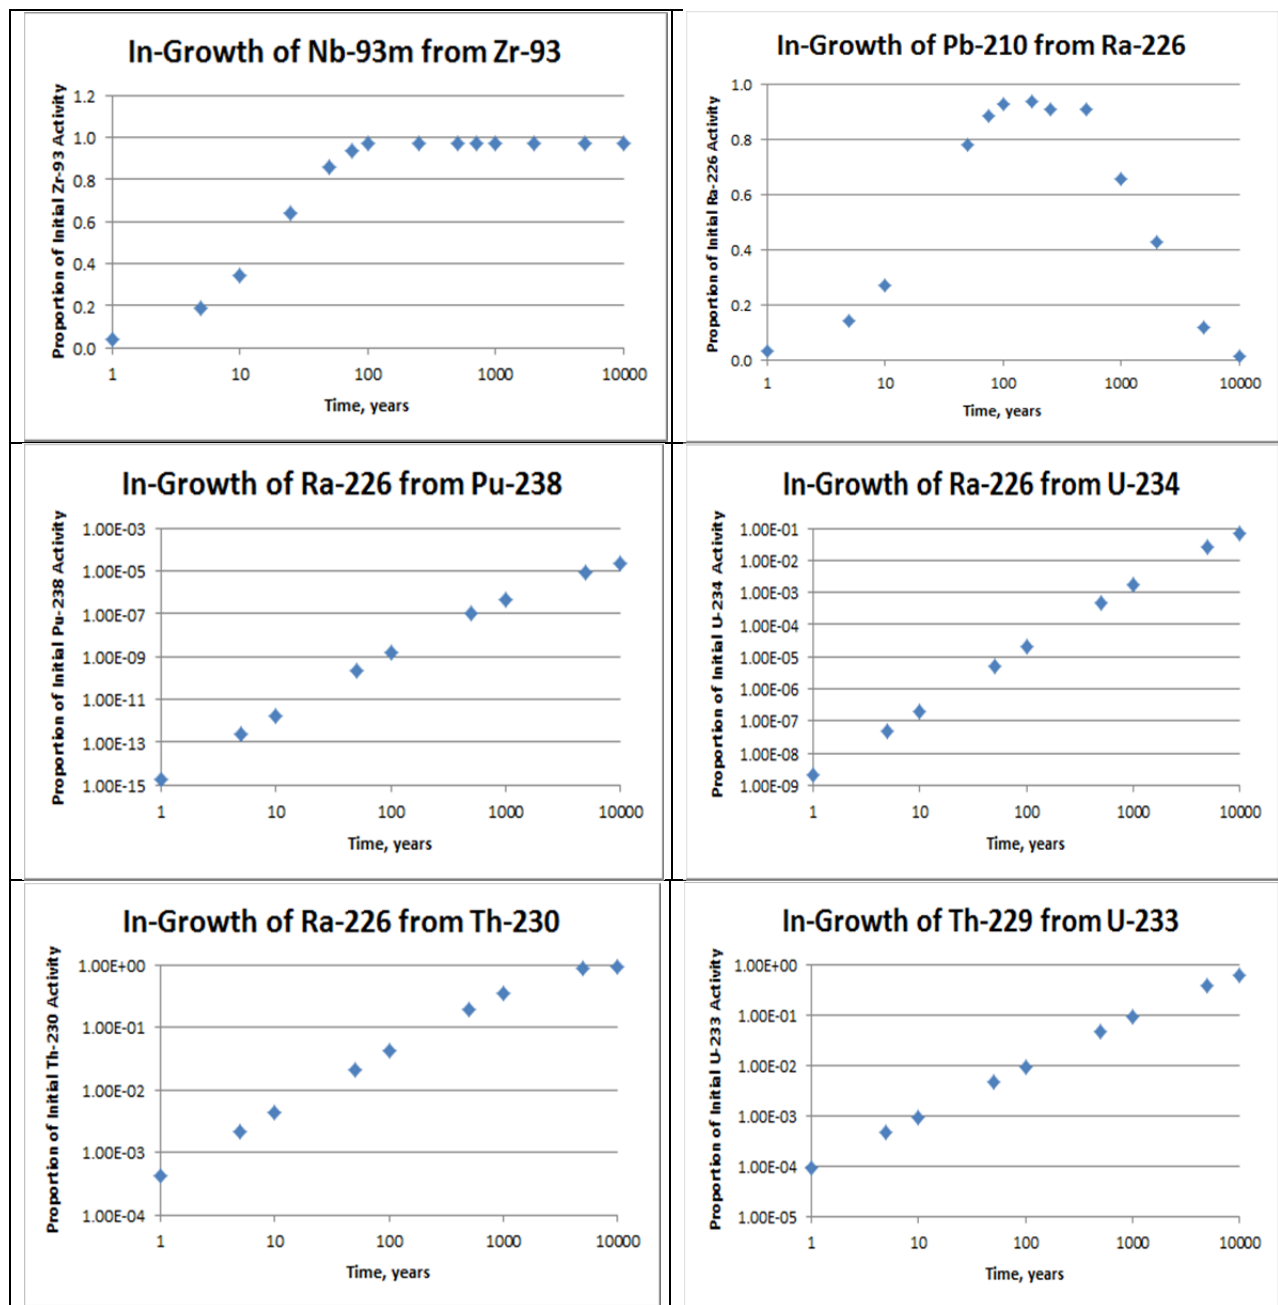 In-Growth of Nb-93m from Zr-93
Proportion of Initial Zr-93 Activity
1.2
1.0
0.8
0.6
0.4
0.2
0.0
1 10 100 1000 10000
Time, years
In-Growth of Pb-210 from Ra-226
Proportion of Initial Ra-226 Activity
1.0
0.8
0.6
0.4
0.2
0.0
1 10 100 1000 10000
Time, years
In-Growth of Ra-226 from Pu-238
Proportion of Initial Pu-238 Activity
1.00E-03
1.00E-05
1.00E-07
1.00E-09
1.00E-11
1.00E-13
1.00E-15
1 10 100 1000 10000
Time, years
In-Growth of Ra-226 from U-234
Proportion of Initial U-234 Activity
1.00E-01
1.00E-02
1.00E-03
1.00E-04
1.00E-05
1.00E-06
1.00E-07
1.00E-08
1.00E-09
1 10 100 1000 10000
Time, years
In-Growth of Ra-226 from Th-230
Proportion of Initial Th-230 Activity
1.00E+00
1.00E-01
1.00E-02
1.00E-03
1.00E-04
1 10 100 1000 10000
Time, years
In-Growth of Th-229 from U-233
Proportion of Initial U-233 Activity
1.00E+00
1.00E-01
1.00E-02
1.00E-03
1.00E-04
1.00E-05
1 10 100 1000 10000
Time, years